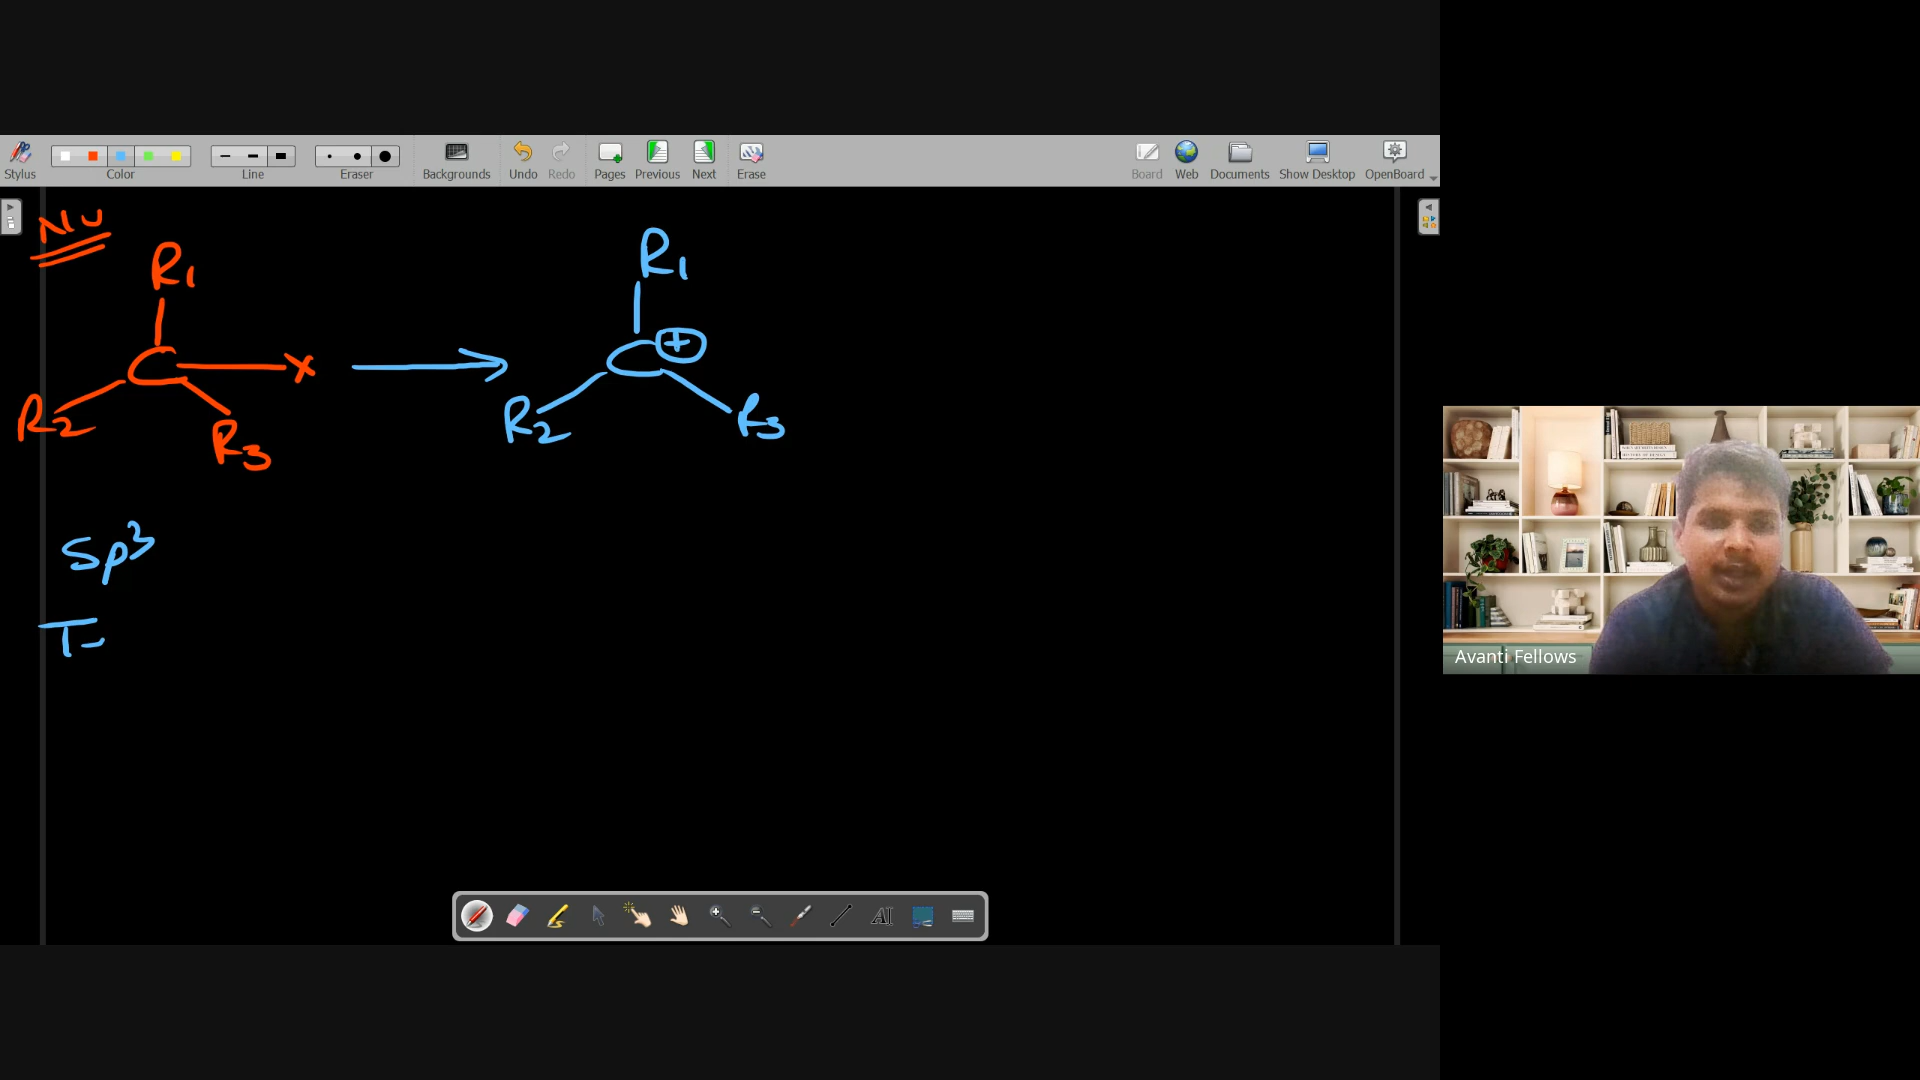 Stylus Color Line Eraser Backgrounds Undo Redo Pages Previous Next Erase Board Web Documents Show Desktop OpenBoard
Nu
R1 R1
C X C +
R2 R3 R2 R3
Sp3
T-
AI
Avanti Fellows